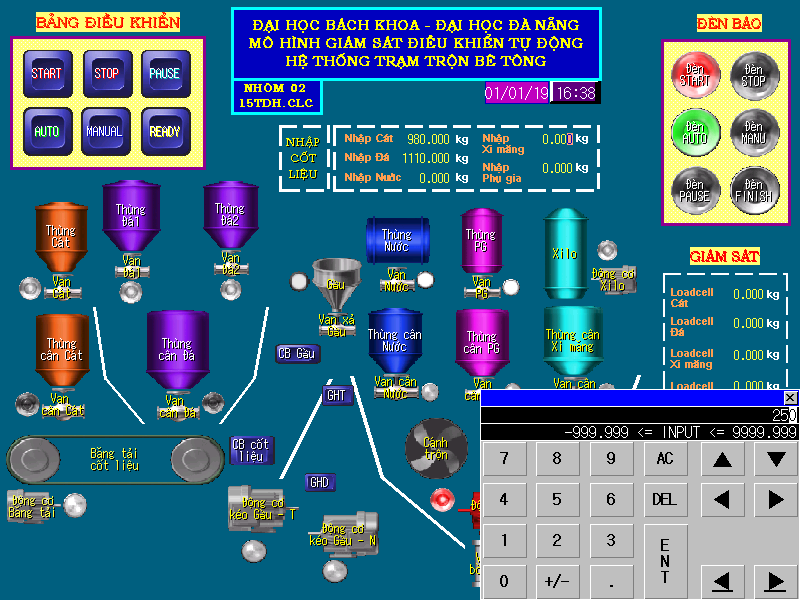 BẢNG ĐIỀU KHIỂN
START
STOP
PAUSE
AUTO
MANUAL
READY
ĐẠI HỌC BÁCH KHOA - ĐẠI HỌC ĐÀ NẴNG
MÔ HÌNH GIÁM SÁT ĐIỀU KHIỂN TỰ ĐỘNG
HỆ THỐNG TRẠM TRỘN BÊ TÔNG
NHÓM 02
15TDH.CLC
01/01/19
16:38
ĐÈN BÁO
Đèn
START
Đèn
STOP
Đèn
AUTO
Đèn
MANU
Đèn
PAUSE
Đèn
FINISH
NHẬP
CỐT
LIỆU
Nhập Cát 980.000 kg
Nhập Đá 1110.000 kg
Nhập Nước 0.000 kg
Nhập
Xi măng
0.000 kg
Nhập
Phụ gia
0.000 kg
Thùng
Cát
Thùng
Đá1
Thùng
Đá2
Van
Cát
Van
Đá1
Van
Đá2
Gàu
Van xả
Gàu
Thùng
Nước
Van
Nước
Thùng
PG
Van
PG
Xilo
Động cơ
Xilo
GIÁM SÁT
Loadcell
Cát
0.000 kg
Loadcell
Đá
0.000 kg
Loadcell
Xi măng
0.000 kg
Loadcell
0.000 kg
Thùng
cân Cát
Thùng
cân Đá
Van
cân Cát
Van
cân Đá
CB Gàu
Thùng cân
Nước
Van cân
Nước
Thùng
cân PG
Van
cân
Thùng cân
Xi măng
Van cân
GHT
Băng tải
cốt liệu
CB cốt
liệu
Cánh
trộn
GHD
Động cơ
Băng tải
Động cơ
kéo Gàu - T
Động cơ
kéo Gàu - N
250
-999.999 <= INPUT <= 9999.999
7
8
9
AC
4
5
6
DEL
1
2
3
ENT
0
+/-
.